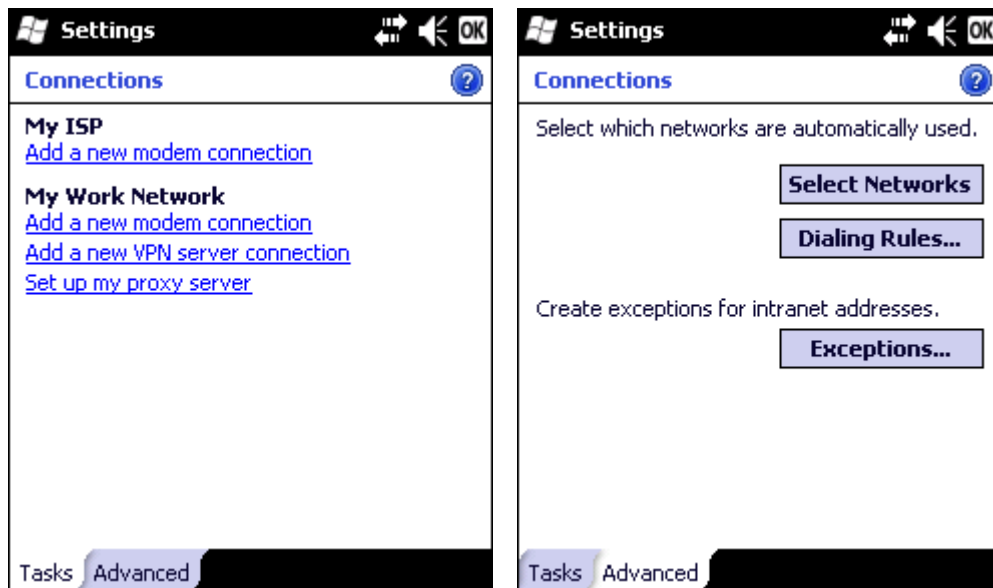 Settings
OK
Connections
?
My ISP
Add a new modem connection
My Work Network
Add a new modem connection
Add a new VPN server connection
Set up my proxy server
Tasks
Advanced
Settings
OK
Connections
?
Select which networks are automatically used.
Select Networks
Dialing Rules...
Create exceptions for intranet addresses.
Exceptions...
Tasks
Advanced